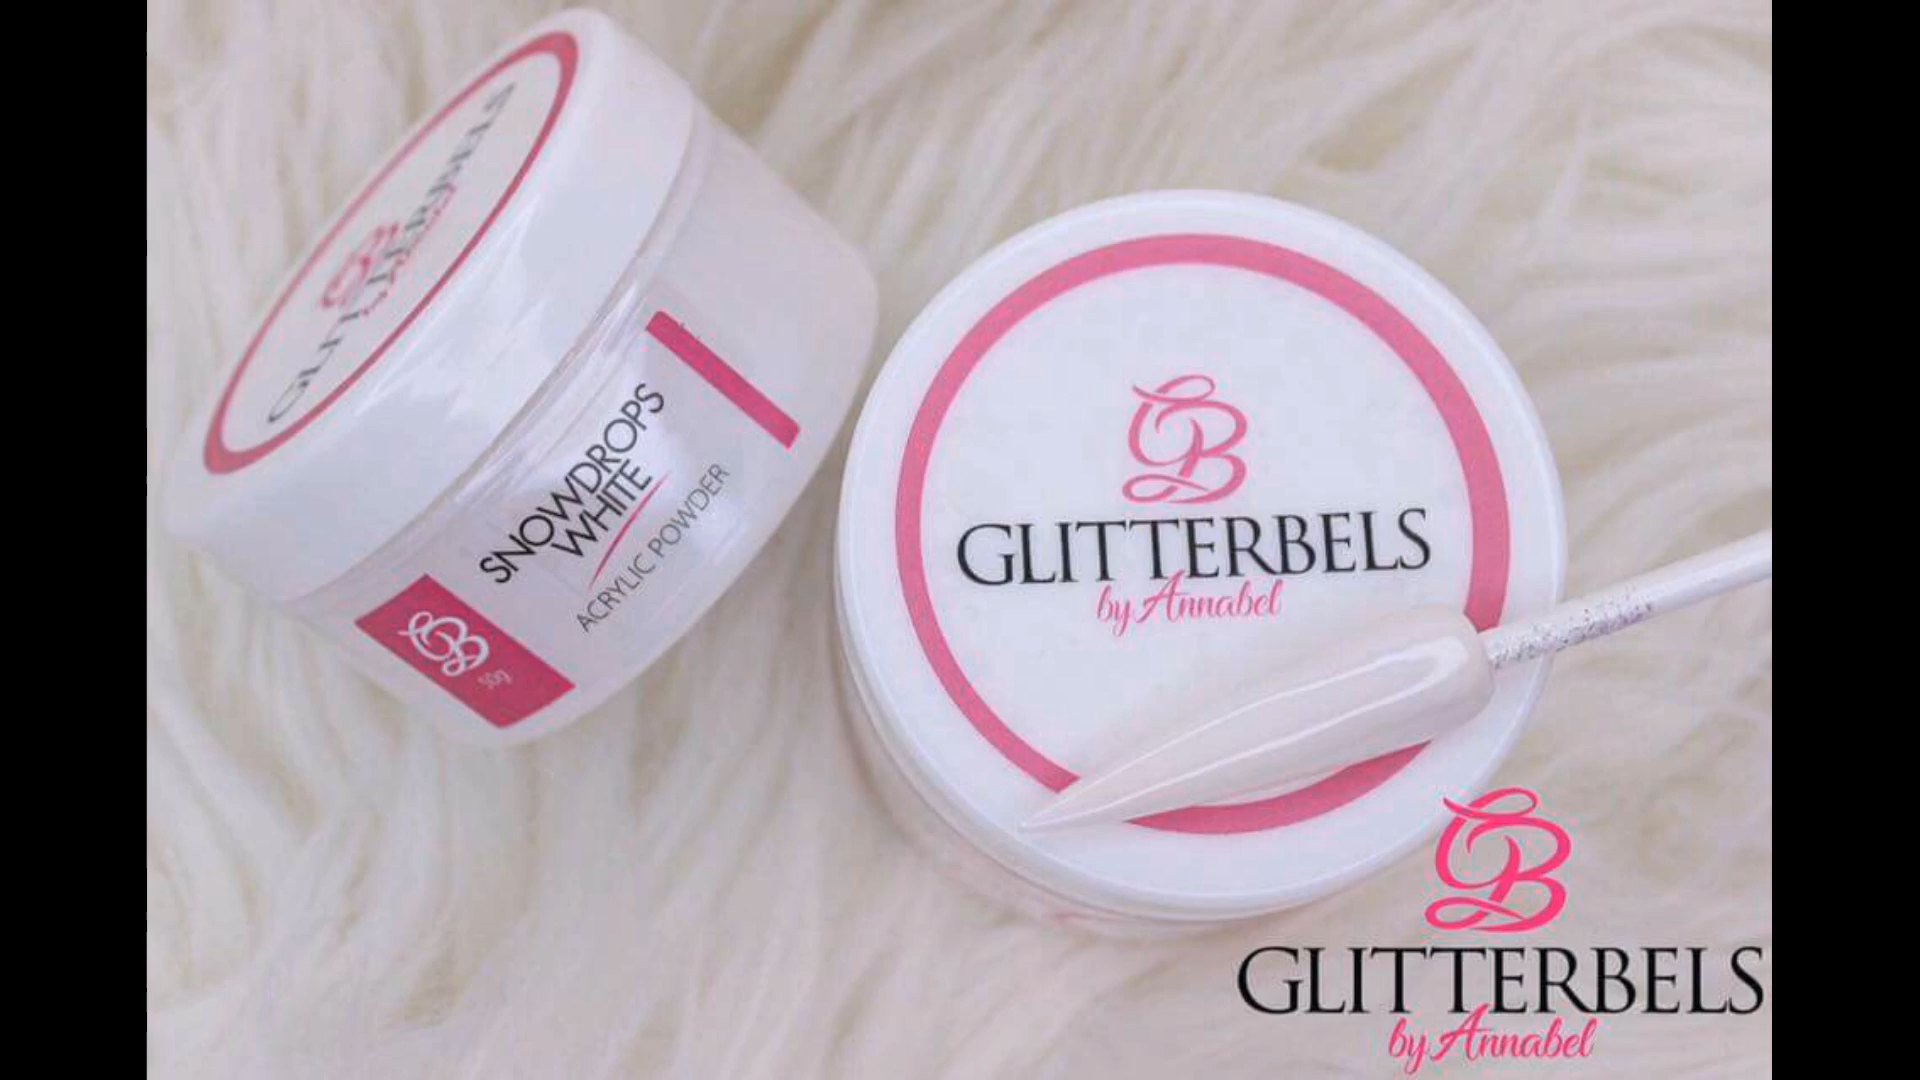 GLITTERBELS
SNOWDROPS
WHITE
ACRYLIC POWDER
GB
50g
GB
GLITTERBELS
by Annabel
GB
GLITTERBELS
by Annabel